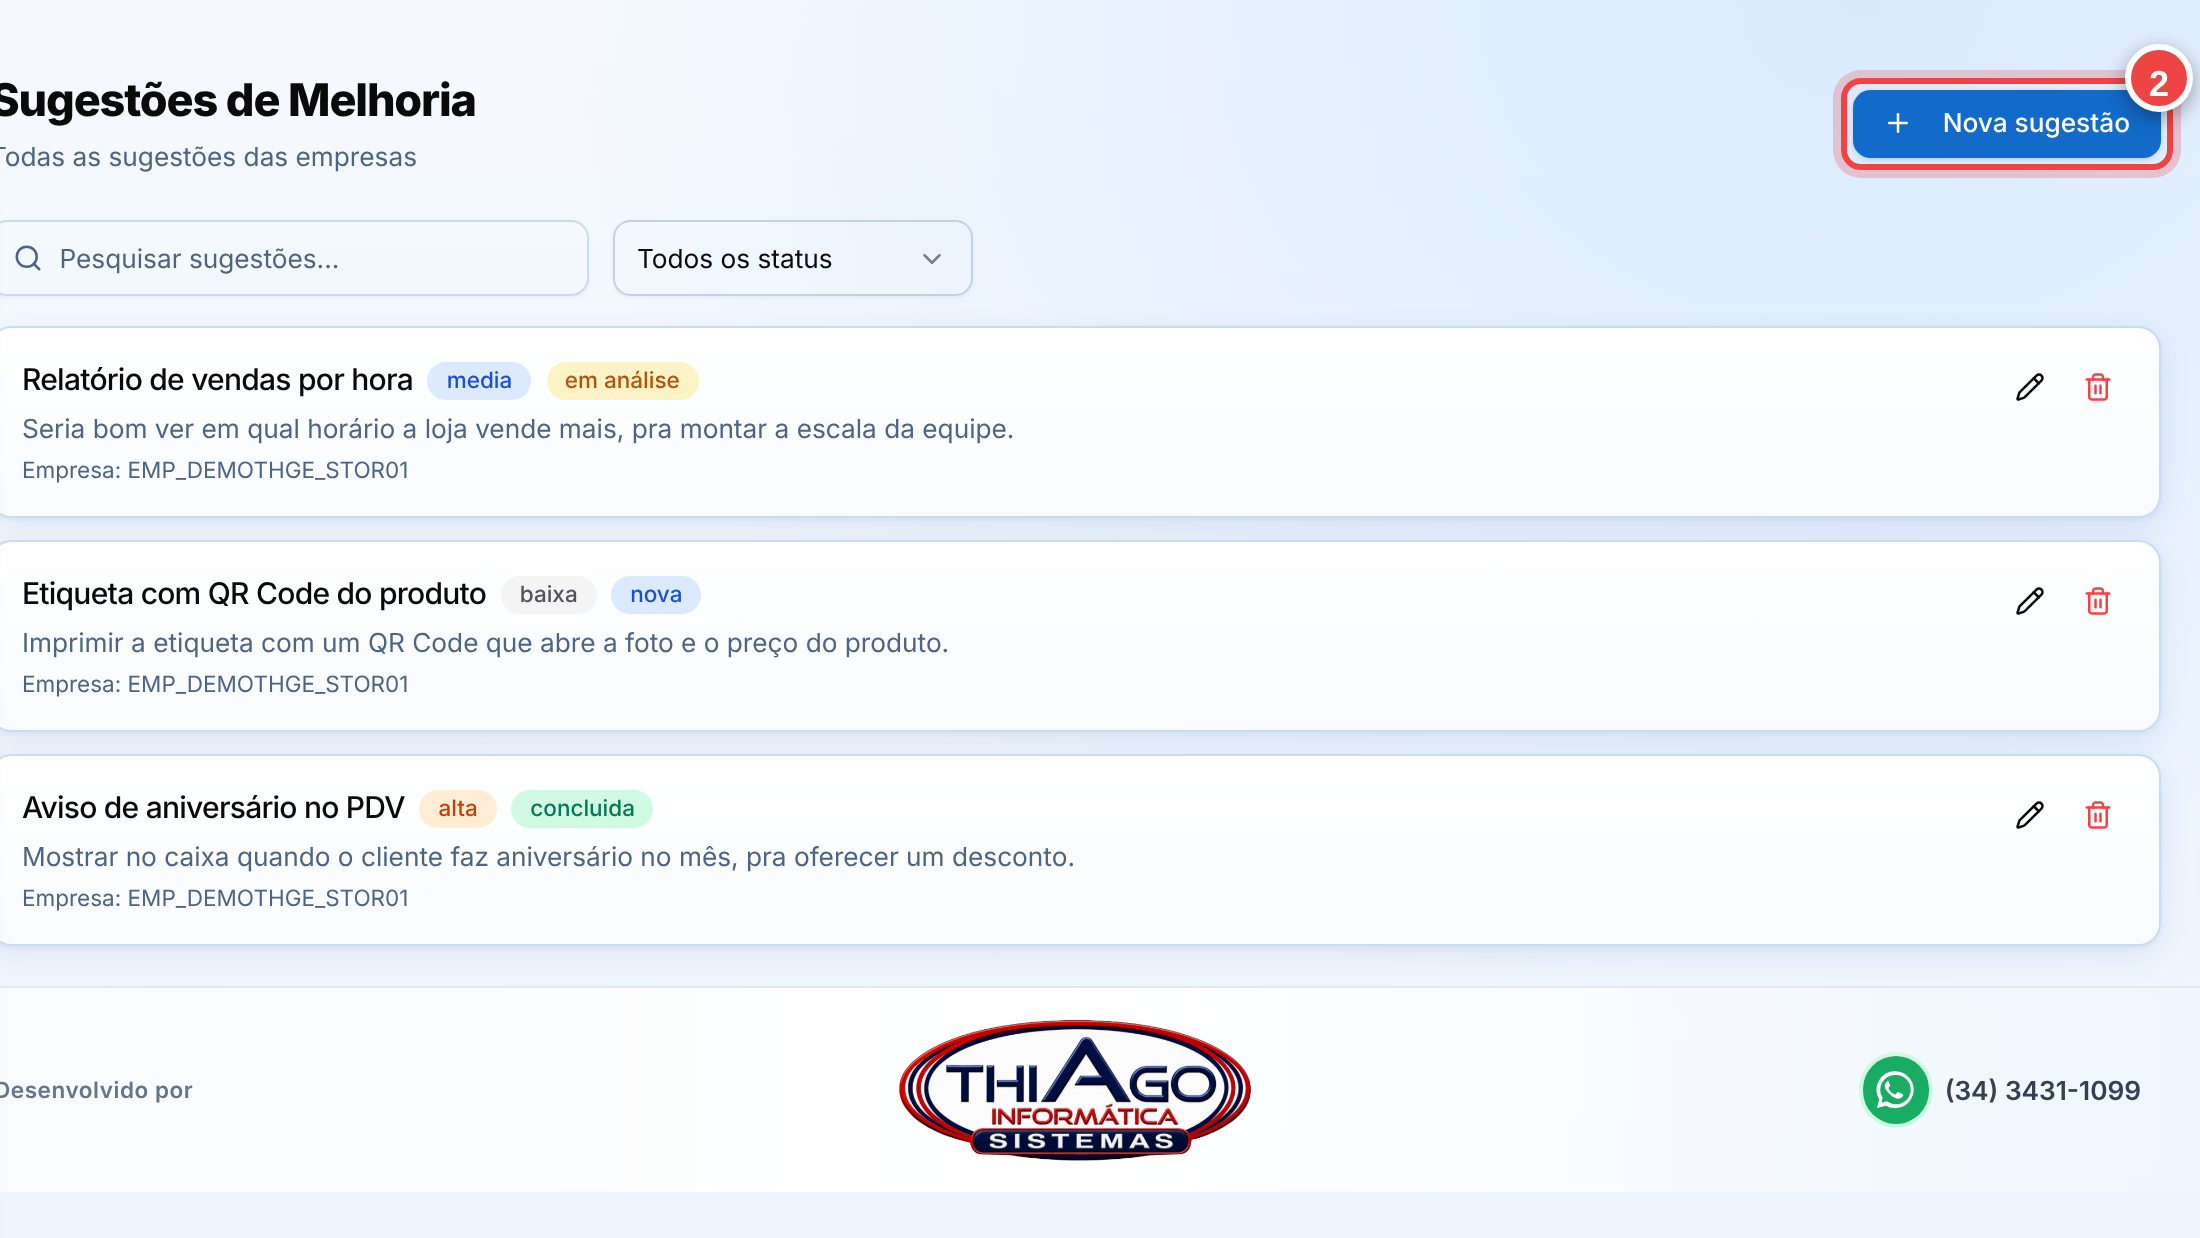 Sugestões de Melhoria
Todas as sugestões das empresas
2
Nova sugestão
Pesquisar sugestões...
Todos os status
Relatório de vendas por hora media em análise
Seria bom ver em qual horário a loja vende mais, pra montar a escala da equipe.
Empresa: EMP_DEMOTHGE_STOR01
Etiqueta com QR Code do produto baixa nova
Imprimir a etiqueta com um QR Code que abre a foto e o preço do produto.
Empresa: EMP_DEMOTHGE_STOR01
Aviso de aniversário no PDV alta concluida
Mostrar no caixa quando o cliente faz aniversário no mês, pra oferecer um desconto.
Empresa: EMP_DEMOTHGE_STOR01
Desenvolvido por
THIAGO
INFORMÁTICA
SISTEMAS
(34) 3431-1099